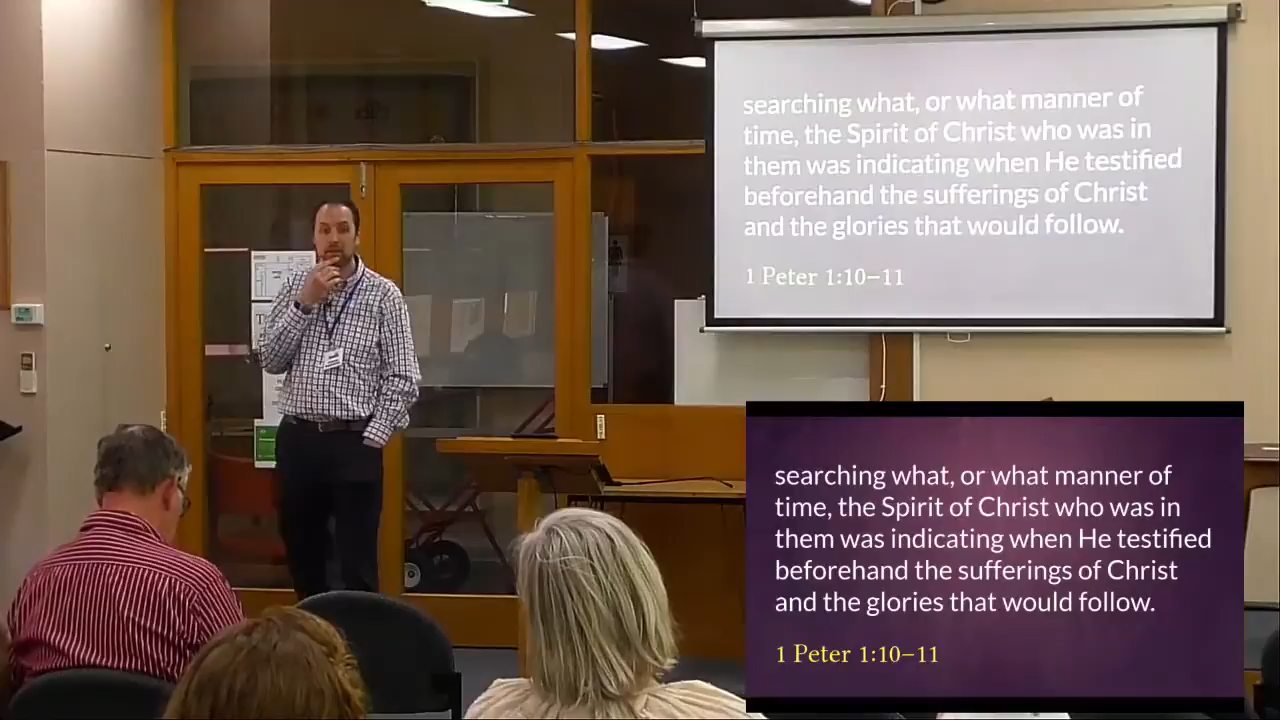 searching what, or what manner of
time, the Spirit of Christ who was in
them was indicating when He testified
beforehand the sufferings of Christ
and the glories that would follow.
1 Peter 1:10–11
searching what, or what manner of
time, the Spirit of Christ who was in
them was indicating when He testified
beforehand the sufferings of Christ
and the glories that would follow.
1 Peter 1:10–11